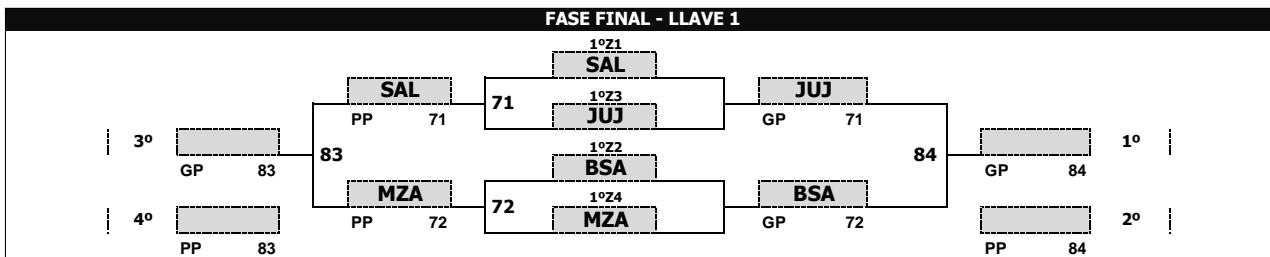 FASE FINAL - LLAVE 1
1ºZ1
SAL
SAL
JUJ
71
1ºZ3
JUJ
PP 71
GP 71
3º
83
1ºZ2
BSA
84
1º
GP 83
GP 84
MZA
BSA
72
1ºZ4
MZA
4º
PP 72
GP 72
2º
PP 83
PP 84